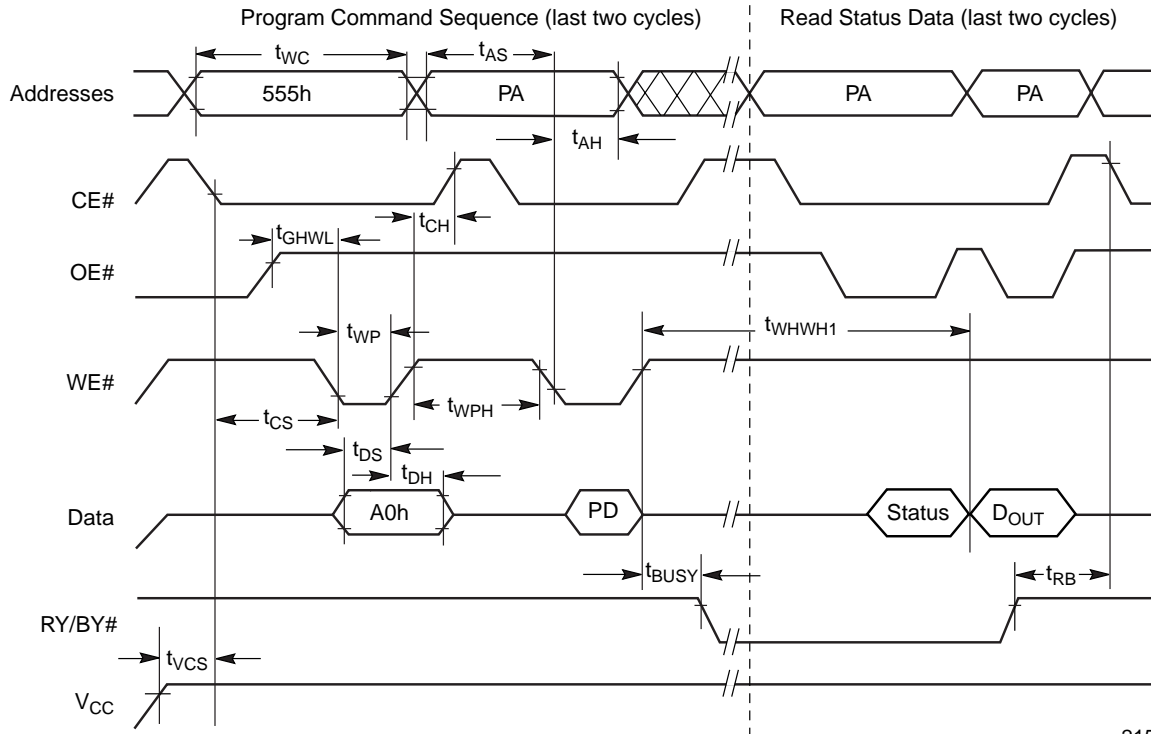 Program Command Sequence (last two cycles)
Read Status Data (last two cycles)
tWC
tAS
Addresses
555h
PA
PA
PA
tAH
CE#
tCH
tGHWL
OE#
tWP
tWHWH1
WE#
tCS
tWPH
tDS
tDH
Data
A0h
PD
Status
DOUT
tBUSY
tRB
RY/BY#
tVCS
VCC
215